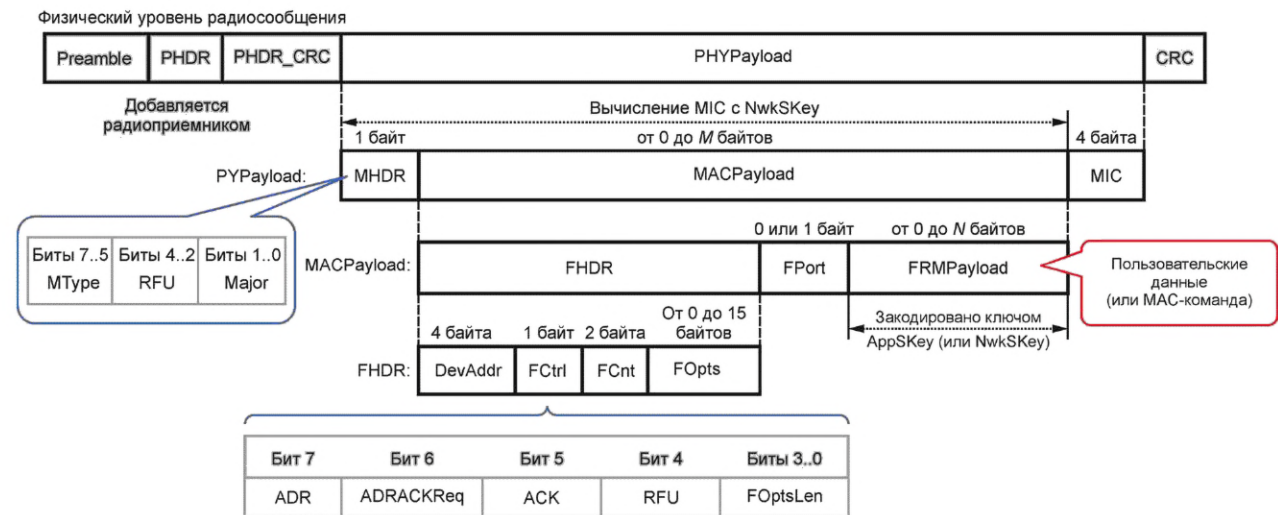 Физический уровень радиосообщения
Preamble PHDR PHDR_CRC PHYPayload CRC
Добавляется
радиоприемником
Вычисление MIC с NwkSKey
1 байт от 0 до M байтов 4 байта
PYPayload: MHDR MACPayload MIC
Биты 7..5 Биты 4..2 Биты 1..0
MType RFU Major
0 или 1 байт от 0 до N байтов
MACPayload: FHDR FPort FRMPayload
Пользовательские
данные
(или MAC-команда)
Закодировано ключом
AppSKey (или NwkSKey)
От 0 до 15
4 байта 1 байт 2 байта байтов
FHDR: DevAddr FCtrl FCnt FOpts
Бит 7 Бит 6 Бит 5 Бит 4 Биты 3..0
ADR ADRACKReq ACK RFU FOptsLen